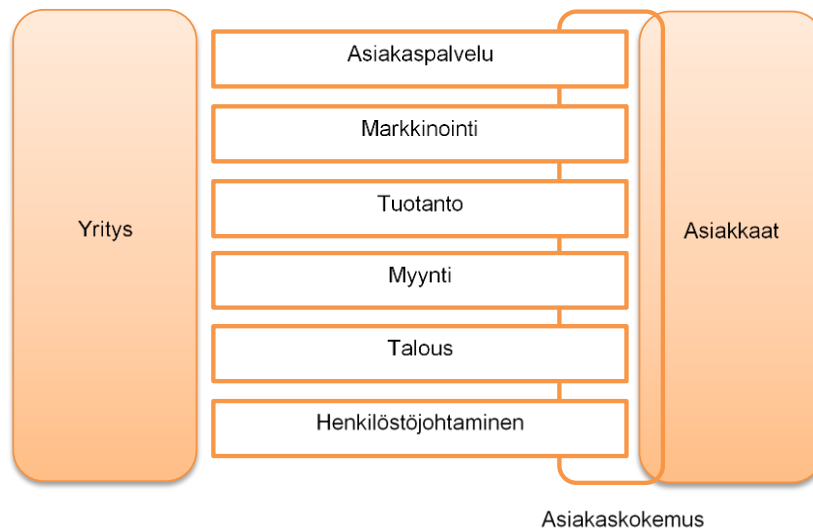 Yritys
Asiakaspalvelu
Markkinointi
Tuotanto
Myynti
Talous
Henkilöstöjohtaminen
Asiakkaat
Asiakaskokemus